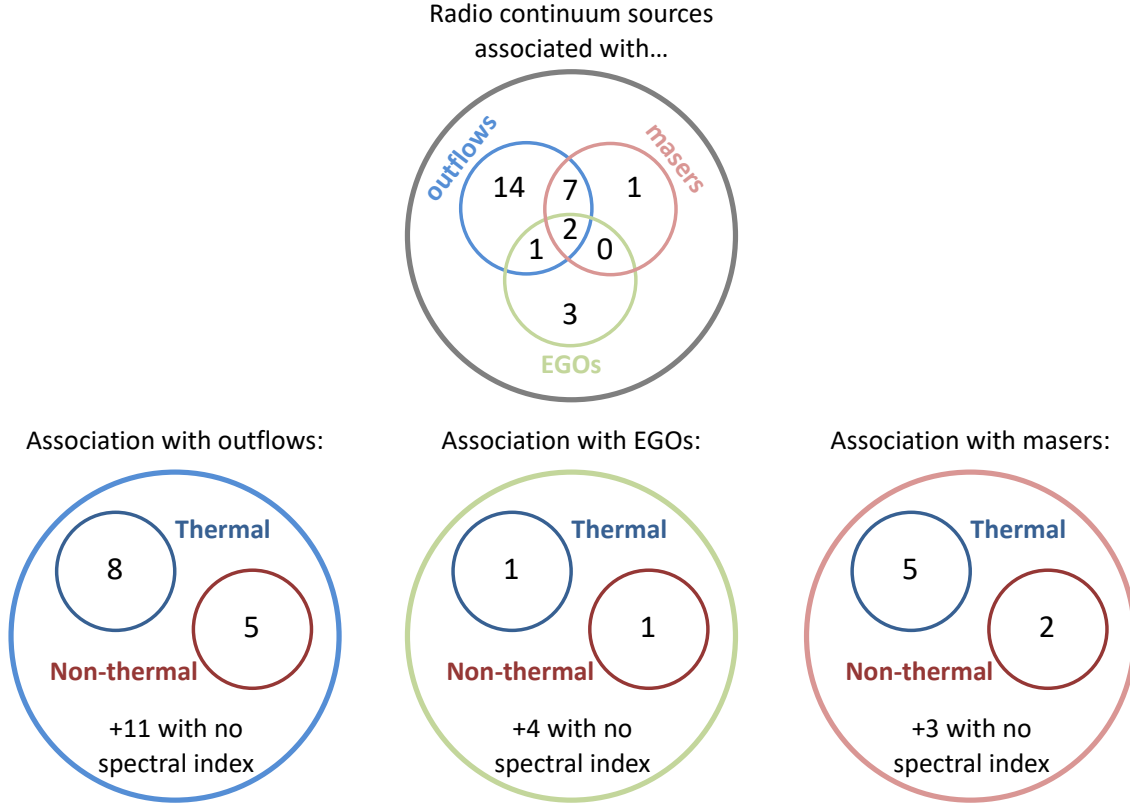 Radio continuum sources
associated with...
outflows
masers
14
7
1
2
1
0
3
EGOs
Association with outflows:
Thermal
8
5
Non-thermal
+11 with no
spectral index
Association with EGOs:
Thermal
1
1
Non-thermal
+4 with no
spectral index
Association with masers:
Thermal
5
2
Non-thermal
+3 with no
spectral index